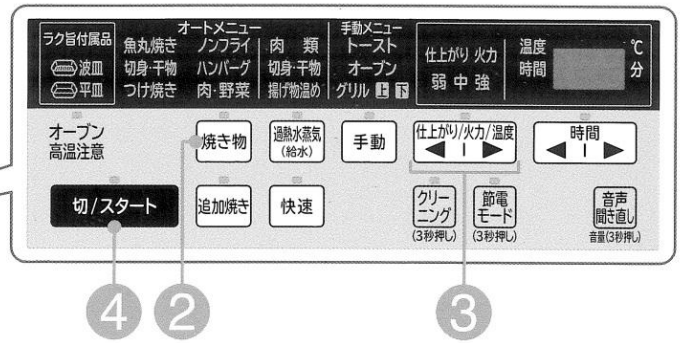 ラク旨付属品
波皿
平皿
オートメニュー
魚丸焼き ノンフライ 肉 類
切身・干物 ハンバーグ 切身・干物
つけ焼き 肉・野菜 揚げ物温め
手動メニュー
トースト
オーブン
グリル 上 下
仕上がり 火力
弱 中 強
温度 ℃
時間 分
オーブン
高温注意
焼き物
過熱水蒸気
(給水)
手動
仕上がり/火力/温度
◀ | ▶
時間
◀ | ▶
切/スタート
追加焼き
快速
クリー
ニング
(3秒押し)
節電
モード
(3秒押し)
音声
聞き直し
音量(3秒押し)
4 2 3